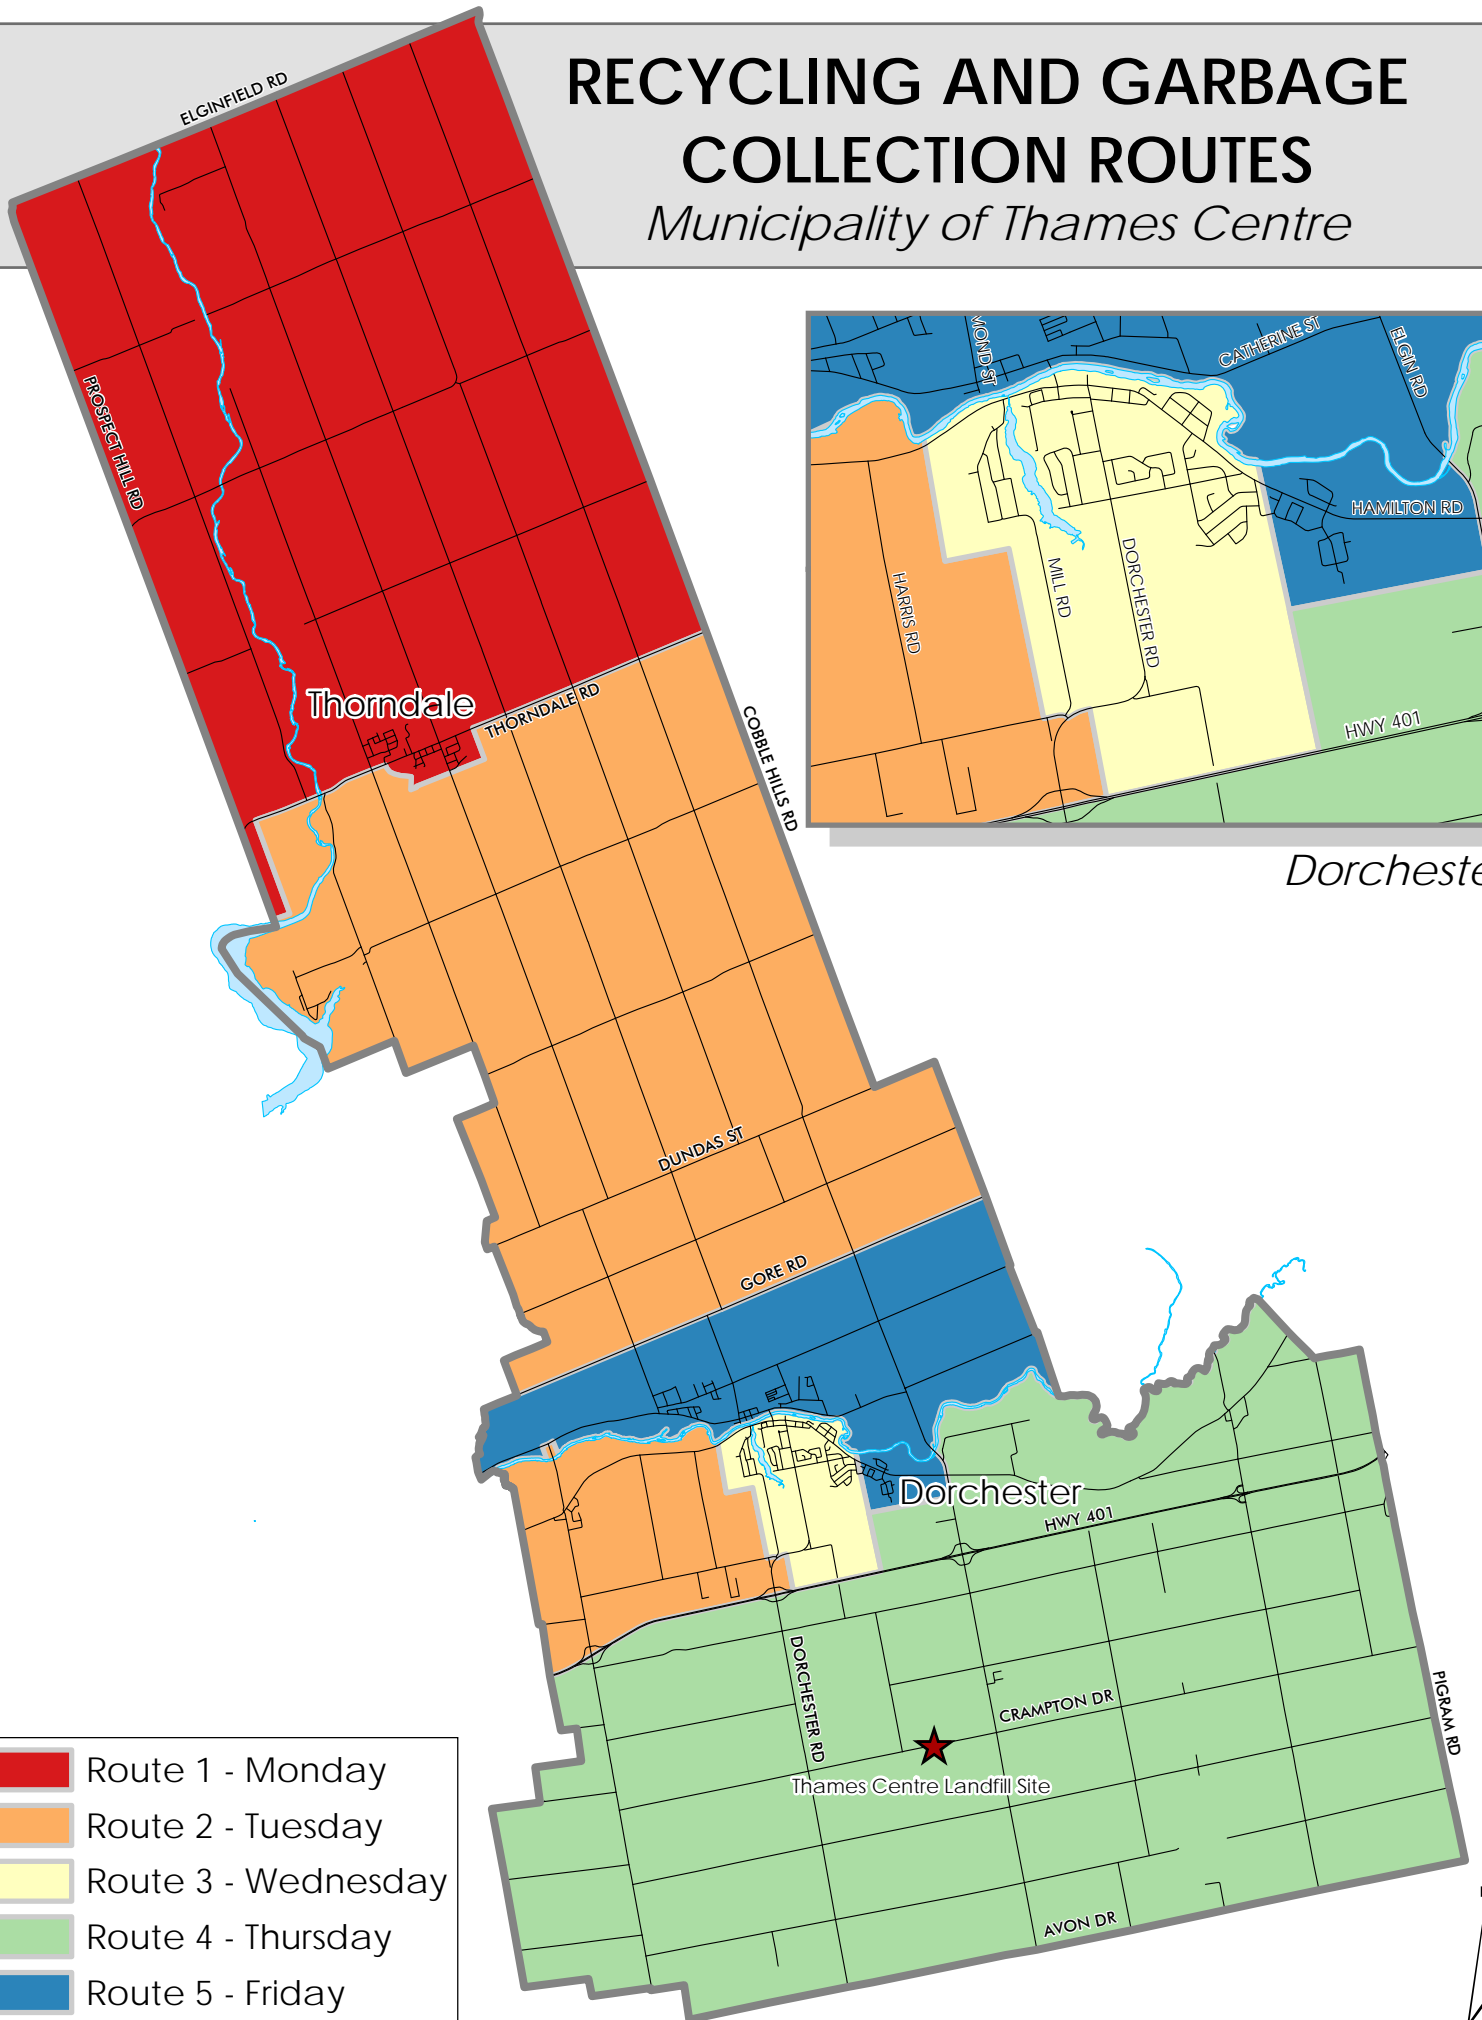 RECYCLING AND GARBAGE
COLLECTION ROUTES
Municipality of Thames Centre
ELGINFIELD RD
PROSPECT HILL RD
Thorndale
THORNDALE RD
COBBLE HILLS RD
MOND ST
CATHERINE ST
ELGIN RD
HAMILTON RD
HARRIS RD
MILL RD
DORCHESTER RD
HWY 401
Dorcheste
DUNDAS ST
GORE RD
Dorchester
HWY 401
DORCHESTER RD
CRAMPTON DR
PIGRAM RD
Thames Centre Landfill Site
AVON DR
Route 1 - Monday
Route 2 - Tuesday
Route 3 - Wednesday
Route 4 - Thursday
Route 5 - Friday